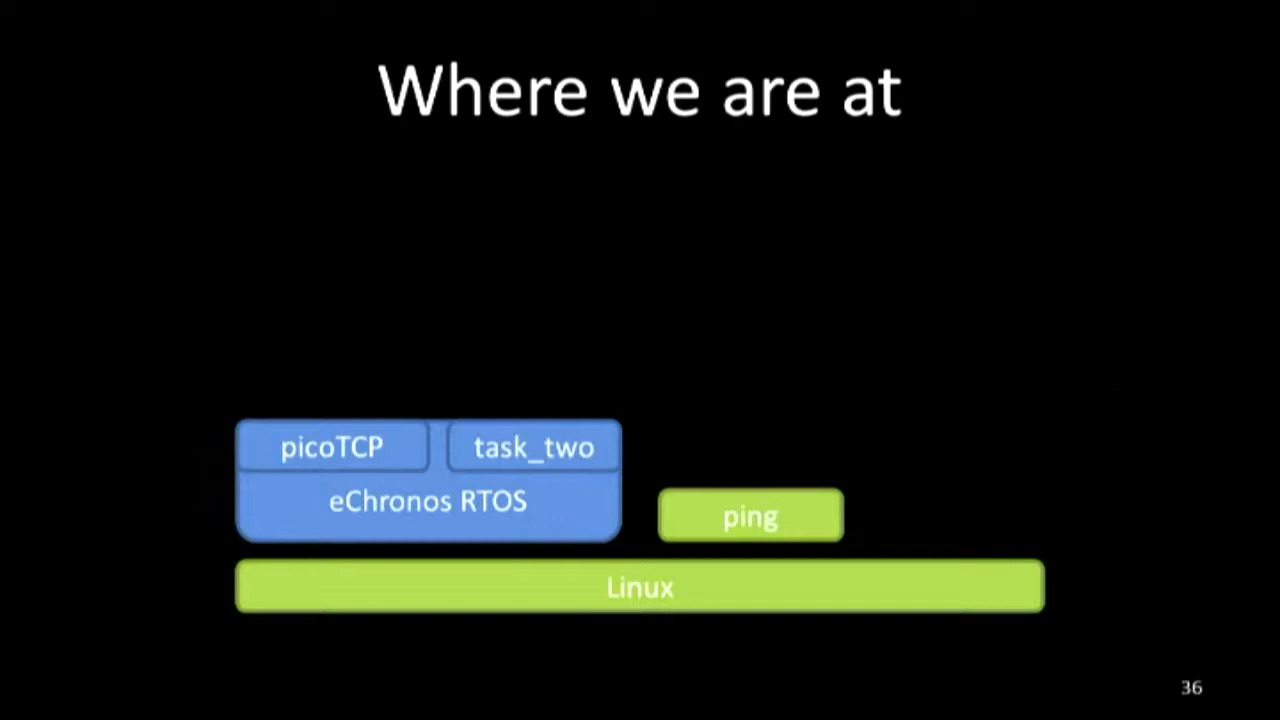 Where we are at
picoTCP
task_two
eChronos RTOS
ping
Linux
36